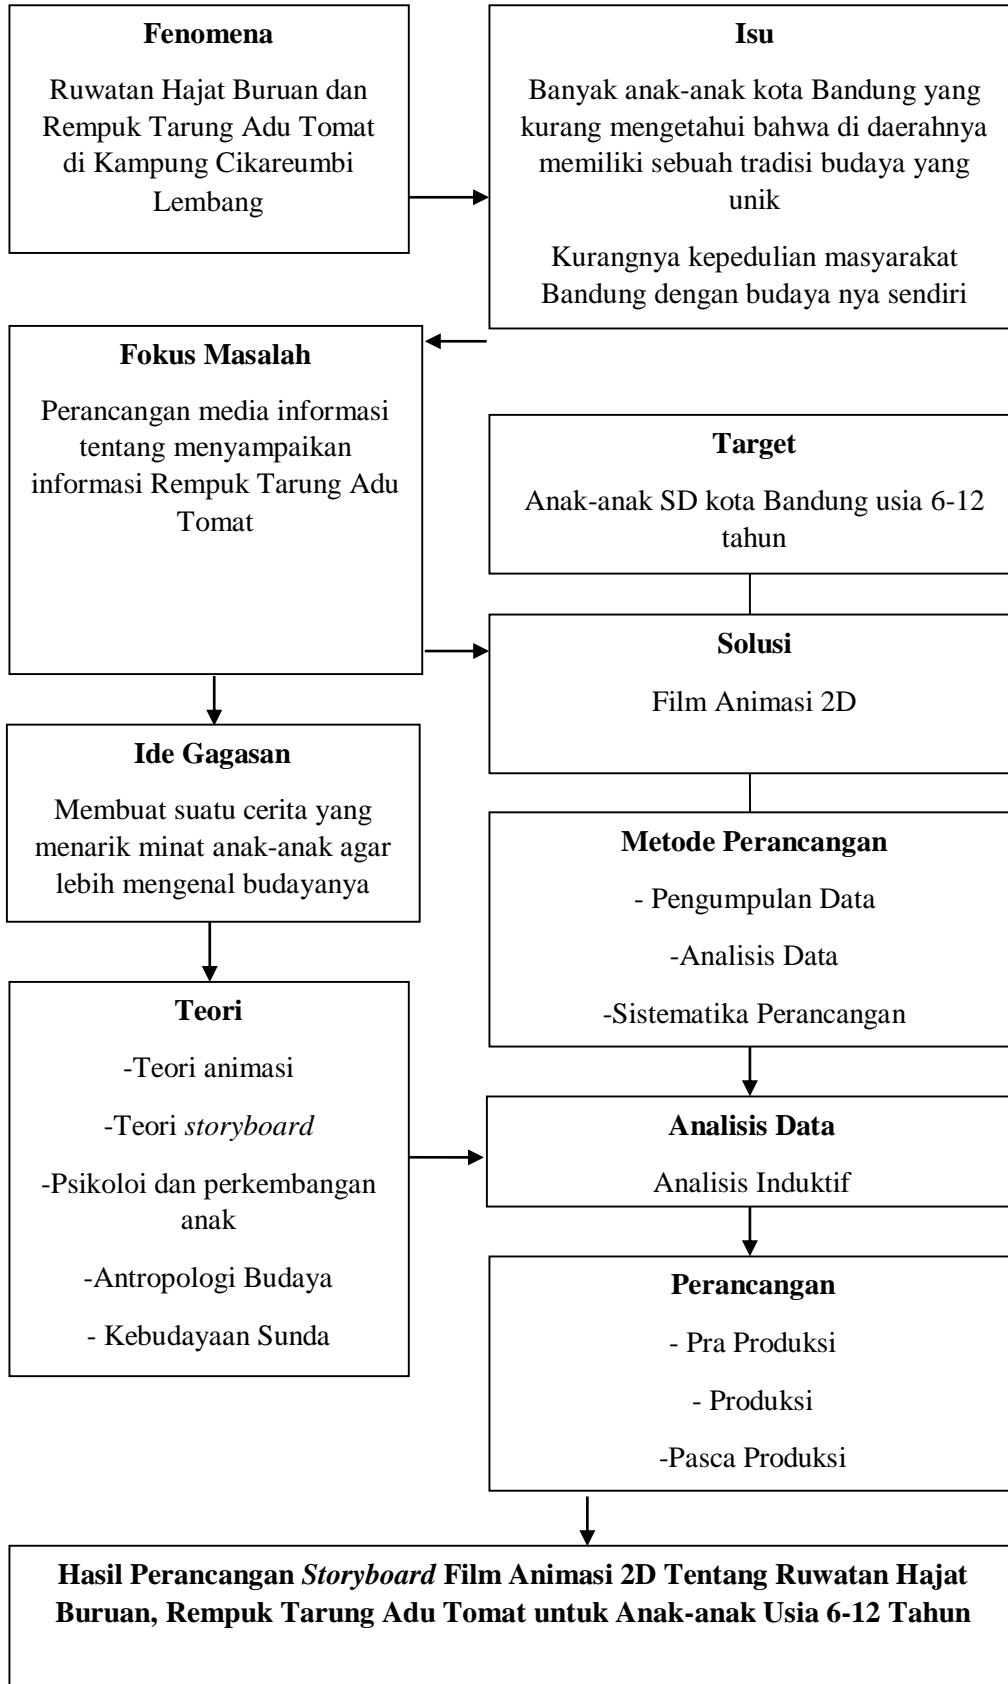 Fenomena
Ruwatan Hajat Buruan dan
Rempuk Tarung Adu Tomat
di Kampung Cikareumbi
Lembang
Isu
Banyak anak-anak kota Bandung yang
kurang mengetahui bahwa di daerahnya
memiliki sebuah tradisi budaya yang
unik
Kurangnya kepedulian masyarakat
Bandung dengan budaya nya sendiri
Fokus Masalah
Perancangan media informasi
tentang menyampaikan
informasi Rempuk Tarung Adu
Tomat
Target
Anak-anak SD kota Bandung usia 6-12
tahun
Solusi
Film Animasi 2D
Ide Gagasan
Membuat suatu cerita yang
menarik minat anak-anak agar
lebih mengenal budayanya
Metode Perancangan
- Pengumpulan Data
-Analisis Data
-Sistematika Perancangan
Teori
-Teori animasi
-Teori storyboard
-Psikoloi dan perkembangan
anak
-Antropologi Budaya
- Kebudayaan Sunda
Analisis Data
Analisis Induktif
Perancangan
- Pra Produksi
- Produksi
-Pasca Produksi
Hasil Perancangan Storyboard Film Animasi 2D Tentang Ruwatan Hajat
Buruan, Rempuk Tarung Adu Tomat untuk Anak-anak Usia 6-12 Tahun